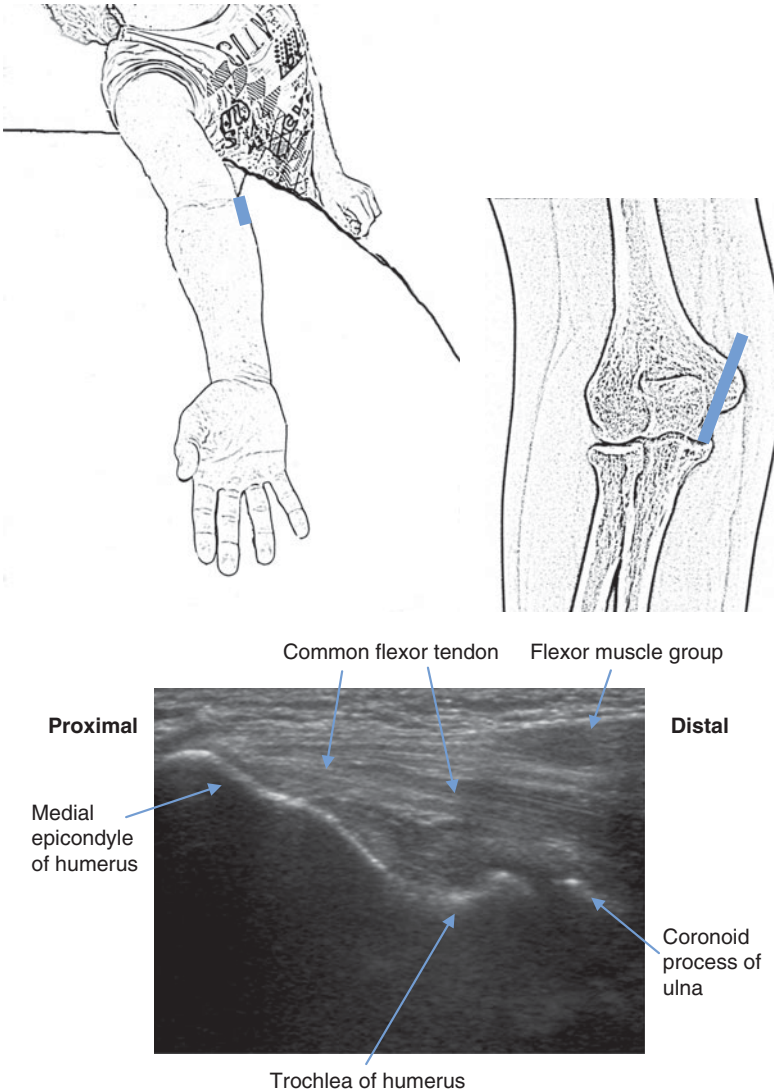 CITY
Common flexor tendon
Flexor muscle group
Proximal
Distal
Medial
epicondyle
of humerus
Coronoid
process of
ulna
Trochlea of humerus